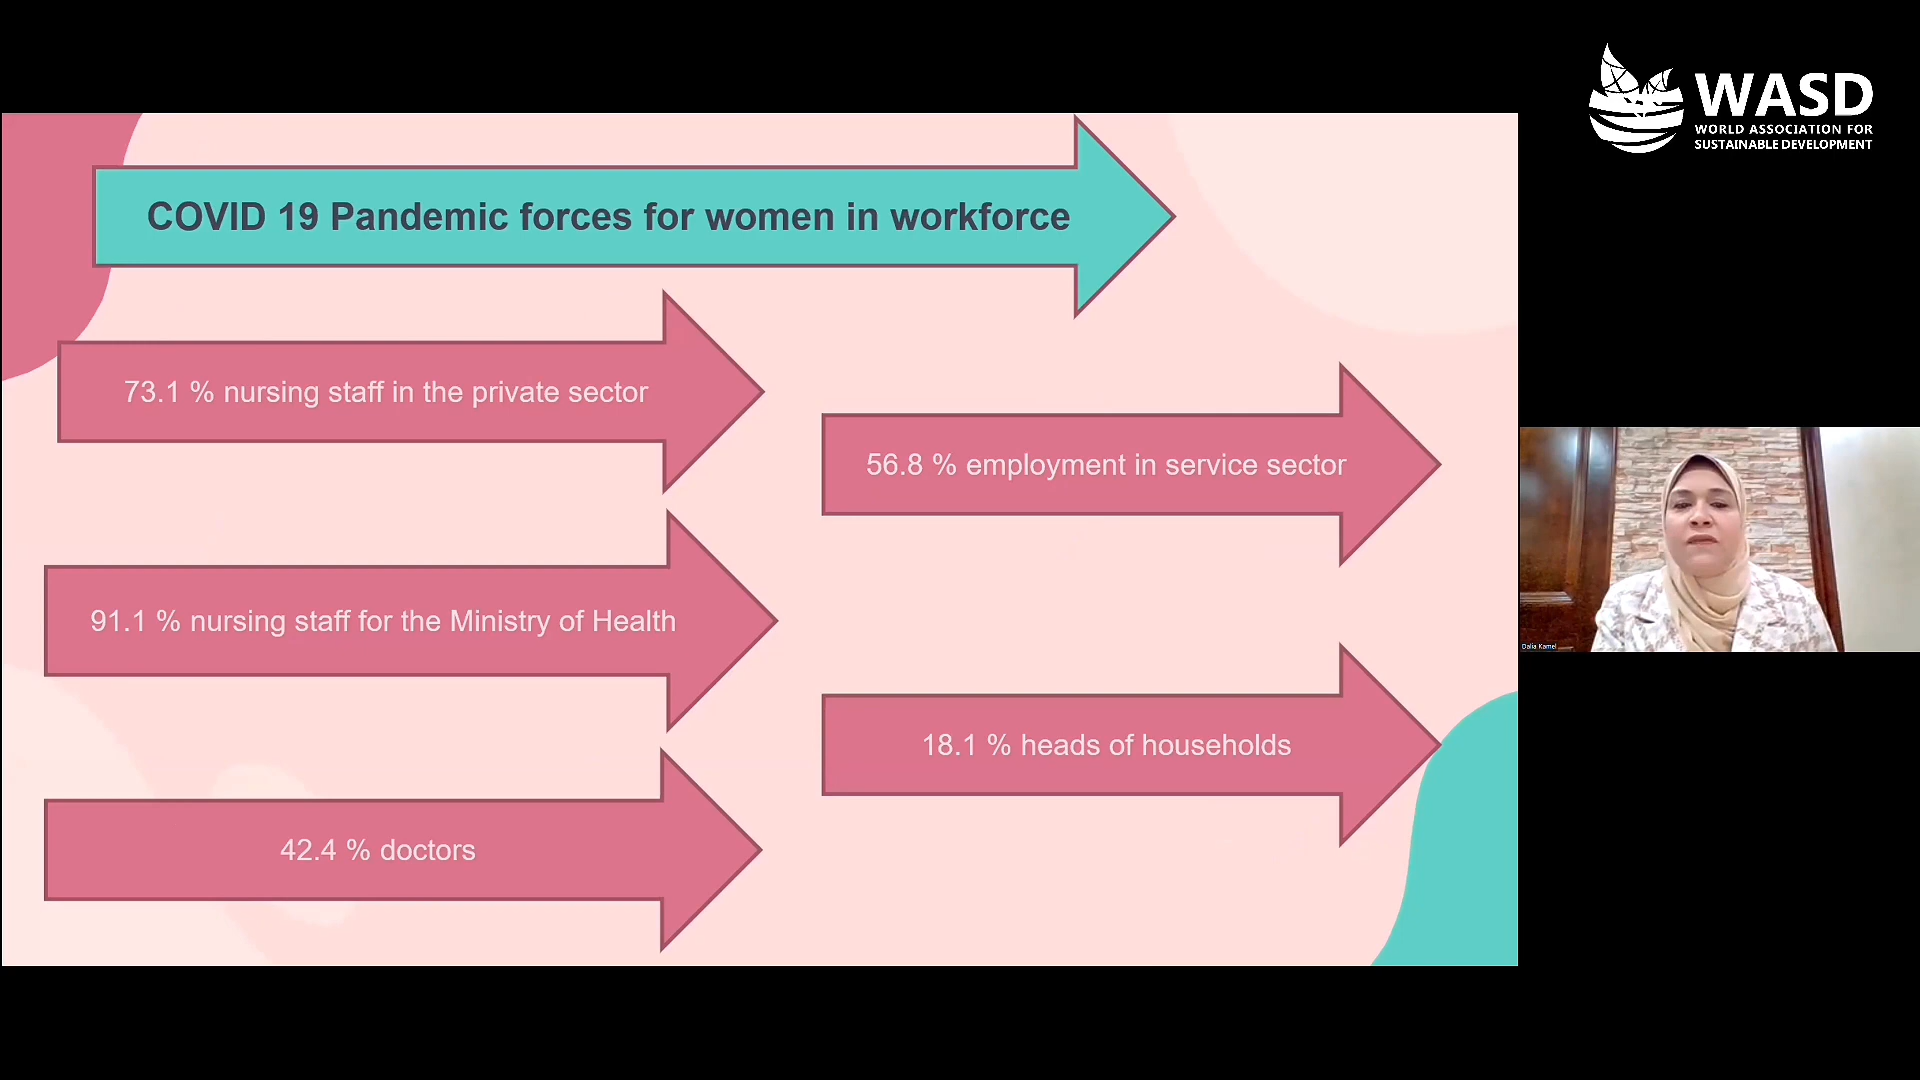 WASD
WORLD ASSOCIATION FOR
SUSTAINABLE DEVELOPMENT
COVID 19 Pandemic forces for women in workforce
73.1 % nursing staff in the private sector
56.8 % employment in service sector
91.1 % nursing staff for the Ministry of Health
18.1 % heads of households
42.4 % doctors
Dalia Kamel